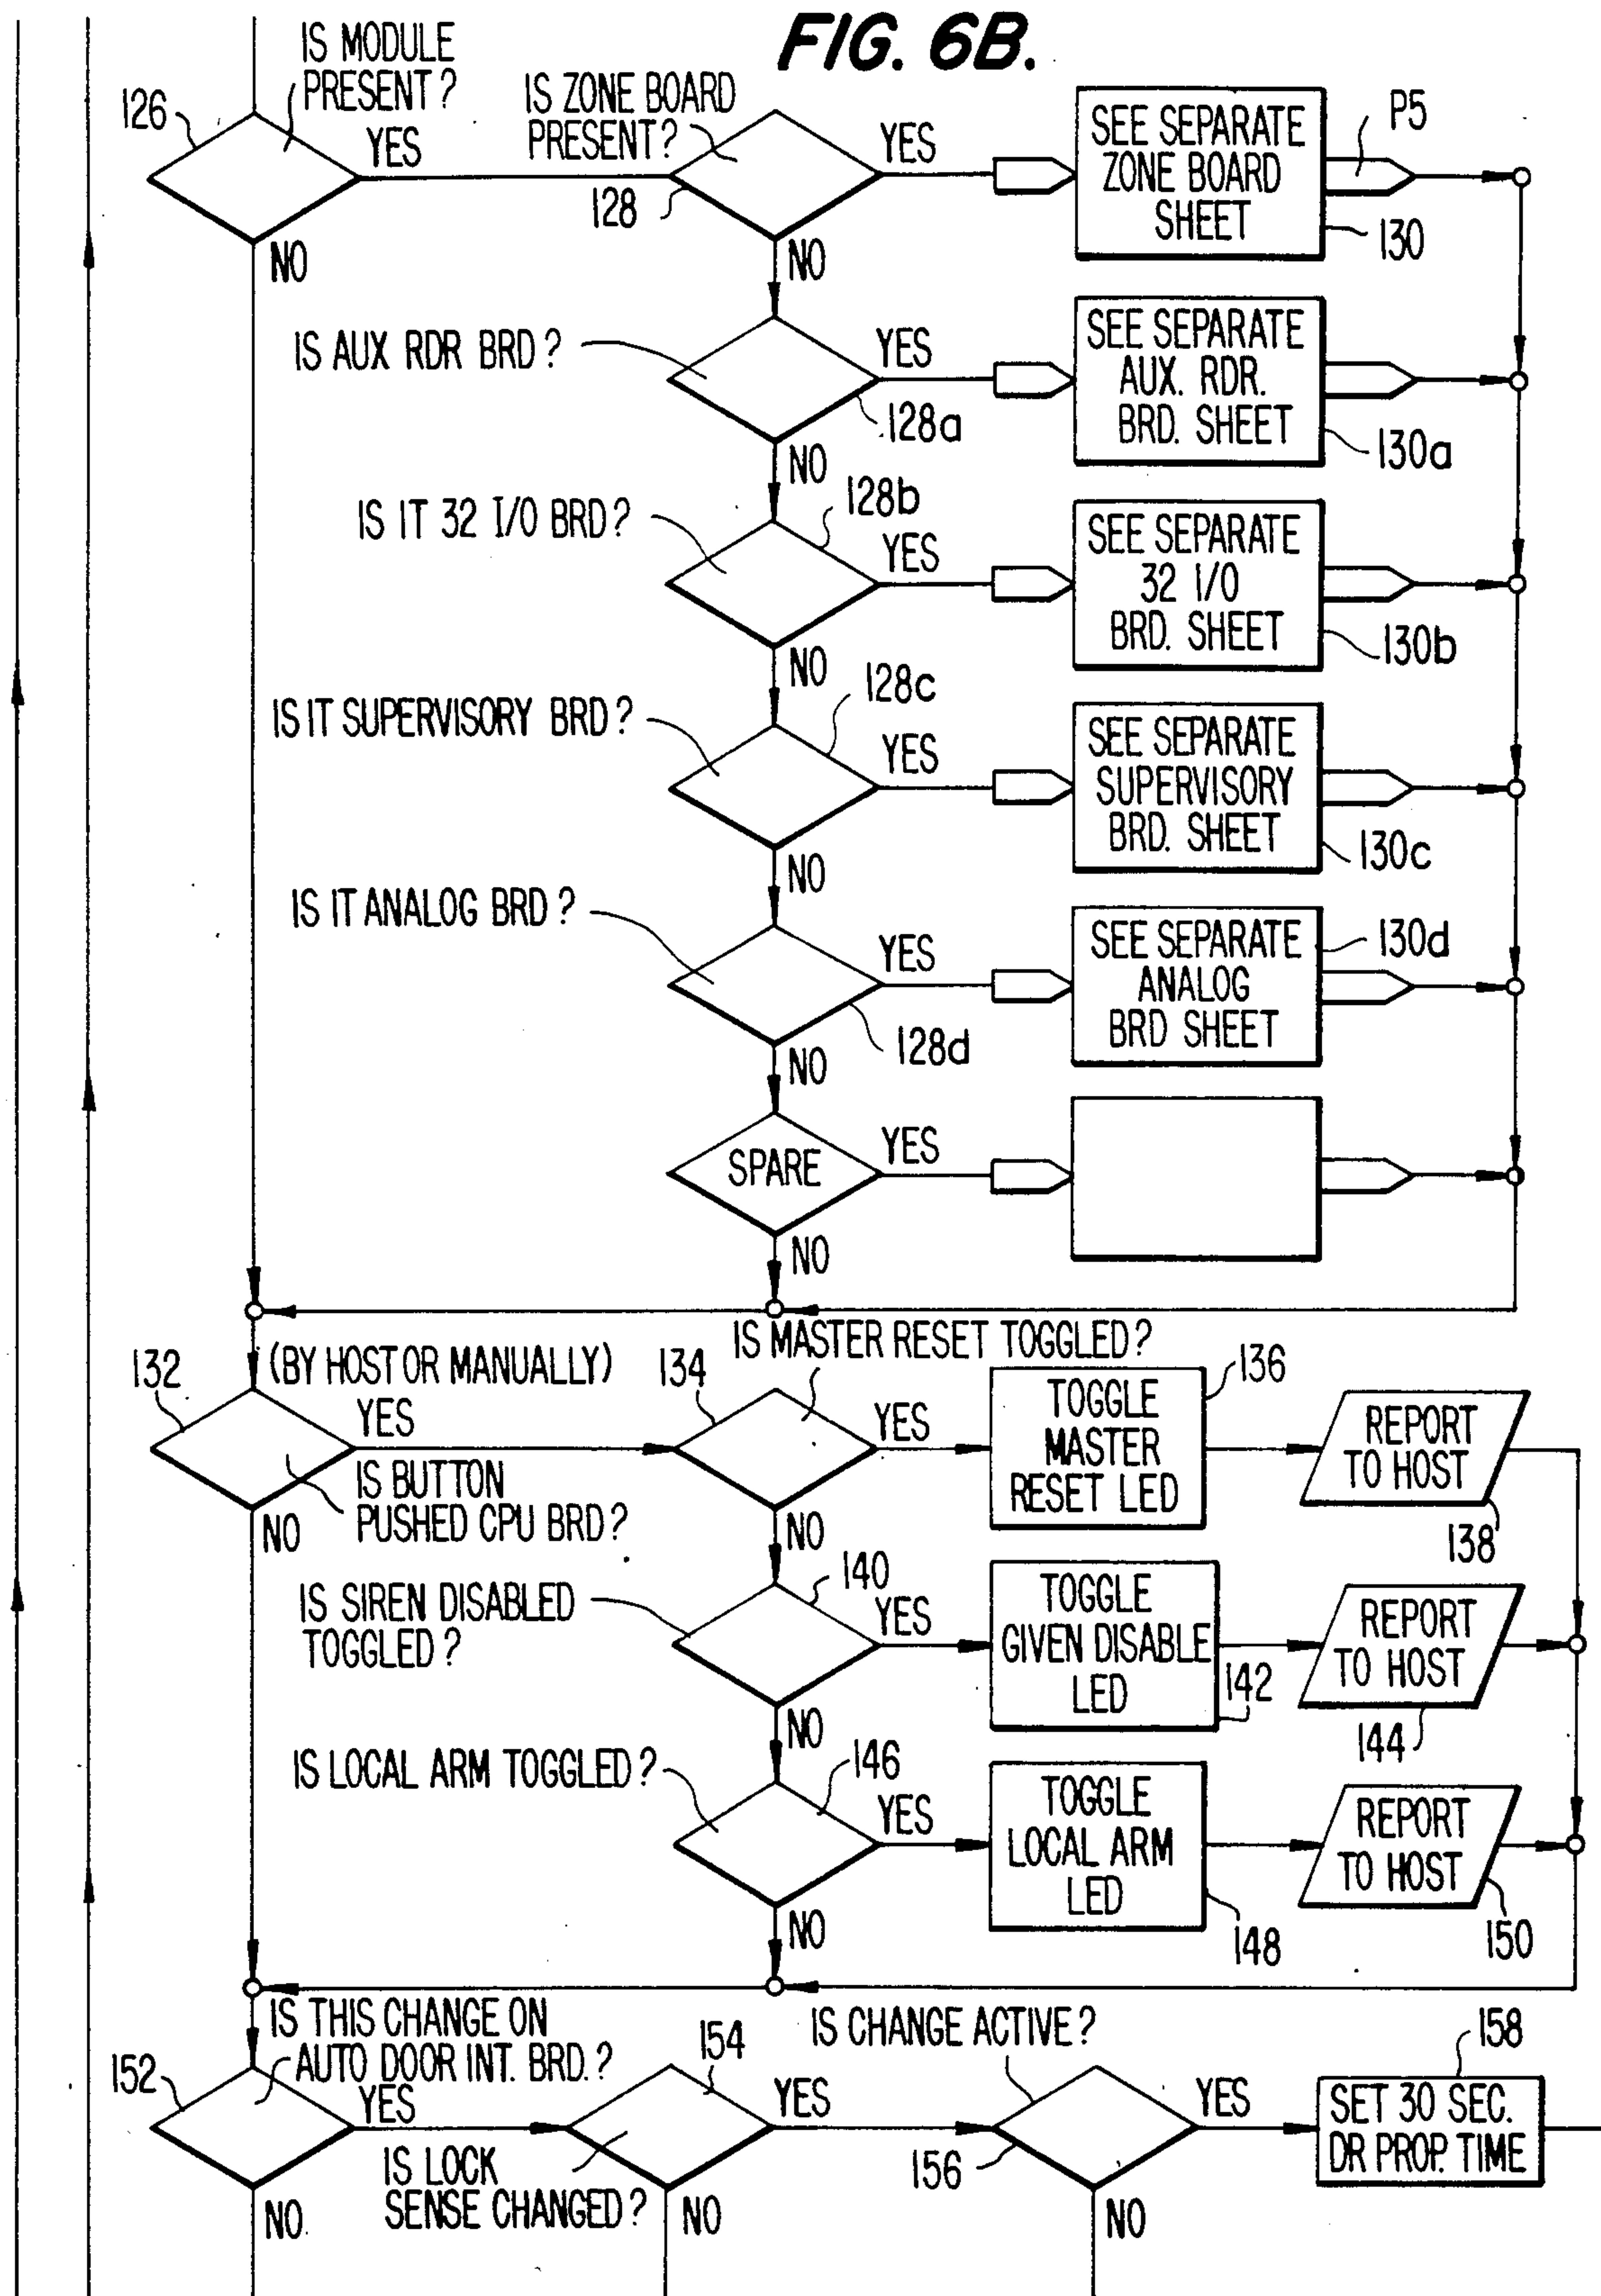 FIG. 6B.
IS MODULE
PRESENT?
126
YES
NO
IS ZONE BOARD
PRESENT?
128
YES
NO
SEE SEPARATE
ZONE BOARD
SHEET
P5
130
IS AUX RDR BRD?
YES
128a
NO
SEE SEPARATE
AUX. RDR.
BRD. SHEET
130a
IS IT 32 I/O BRD?
128b
YES
NO
SEE SEPARATE
32 I/O
BRD. SHEET
130b
IS IT SUPERVISORY BRD?
128c
YES
NO
SEE SEPARATE
SUPERVISORY
BRD. SHEET
130c
IS IT ANALOG BRD?
YES
128d
NO
SEE SEPARATE
ANALOG
BRD SHEET
130d
SPARE
YES
NO
132
(BY HOST OR MANUALLY)
YES
IS BUTTON
PUSHED CPU BRD?
NO
IS MASTER RESET TOGGLED?
134
YES
NO
TOGGLE
MASTER
RESET LED
136
REPORT
TO HOST
138
IS SIREN DISABLED
TOGGLED?
140
YES
NO
TOGGLE
GIVEN DISABLE
LED
142
REPORT
TO HOST
144
IS LOCAL ARM TOGGLED?
146
YES
NO
TOGGLE
LOCAL ARM
LED
148
REPORT
TO HOST
150
IS THIS CHANGE ON
AUTO DOOR INT. BRD.?
152
YES
NO
154
IS LOCK
SENSE CHANGED?
YES
NO
IS CHANGE ACTIVE?
156
YES
NO
158
SET 30 SEC.
DR PROP. TIME